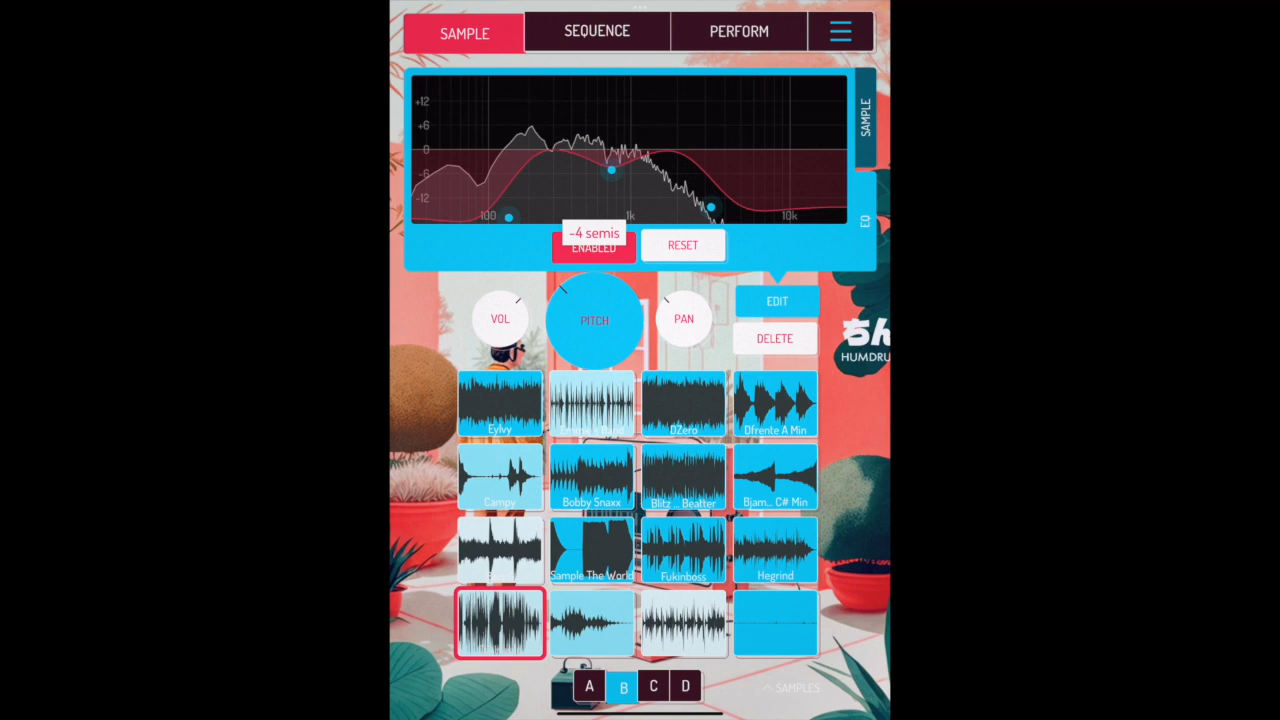 SAMPLE
SEQUENCE
PERFORM
+12
+6
0
-6
-12
100
1k
10k
SAMPLE
EQ
-4 semis
ENABLED
RESET
VOL
PITCH
PAN
EDIT
DELETE
ちん
HUMDRU
Eylvy
DZero
Dfrente A Min
Campy
Bobby Snaxx
Blitz ... Beatter
Bjam... C# Min
Sample The World
Fukinboss
Hegrind
A
B
C
D
SAMPLES